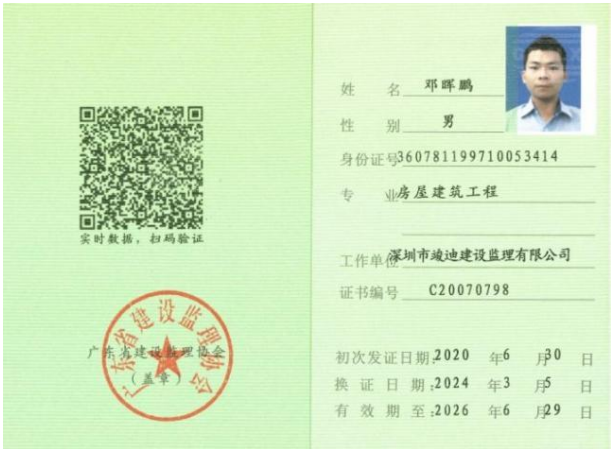 实时数据，扫码验证
广东省建设监理协会
（盖章）
广东省建设监理协会
姓 名 邓晖鹏
性 别 男
身份证号 360781199710053414
专 业 房屋建筑工程
工作单位 深圳市竣迪建设监理有限公司
证书编号 C20070798
初次发证日期：2020 年 6 月 30 日
换 证 日 期：2024 年 3 月 5 日
有 效 期 至：2026 年 6 月 29 日